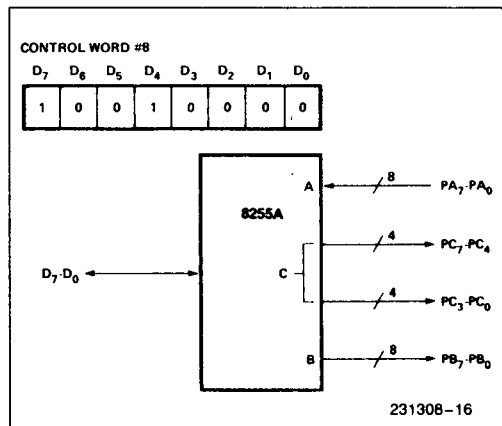 CONTROL WORD #8
D7 D6 D5 D4 D3 D2 D1 D0
1 0 0 1 0 0 0 0
A 8 PA7-PA0
8255A
4 PC7-PC4
D7-D0 C
4 PC3-PC0
B 8 PB7-PB0
231308-16